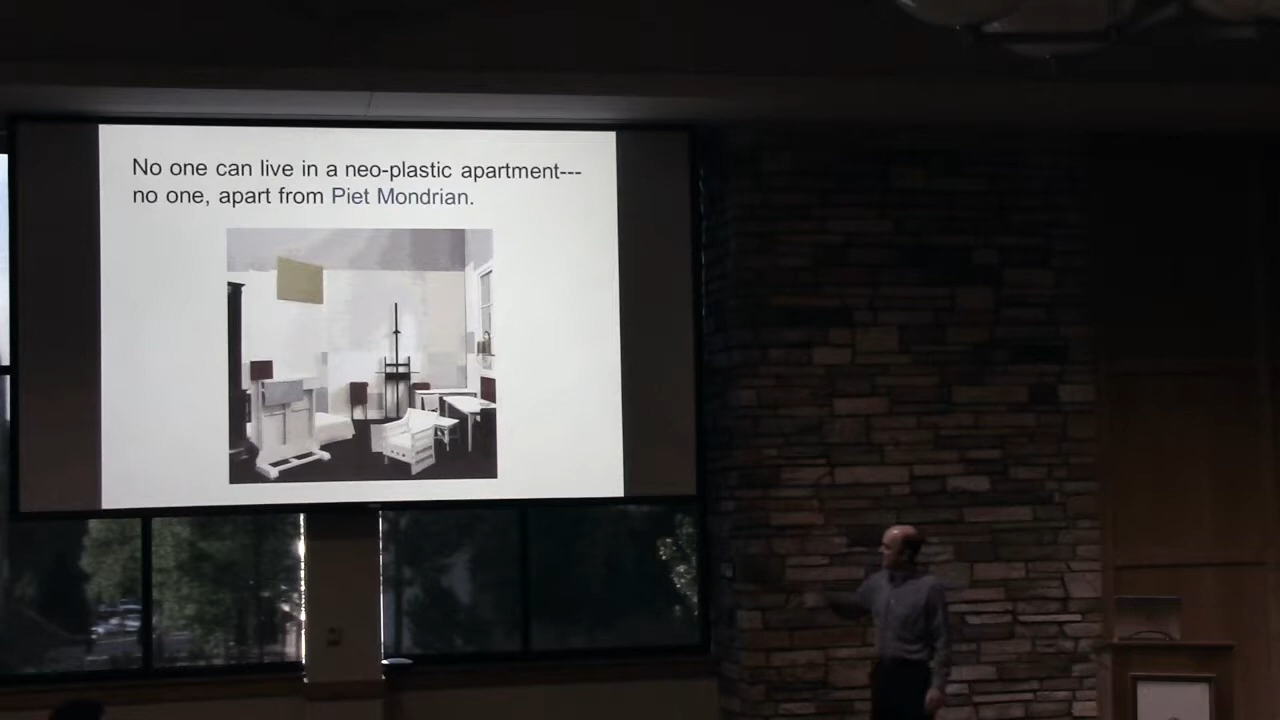 No one can live in a neo-plastic apartment---
no one, apart from Piet Mondrian.